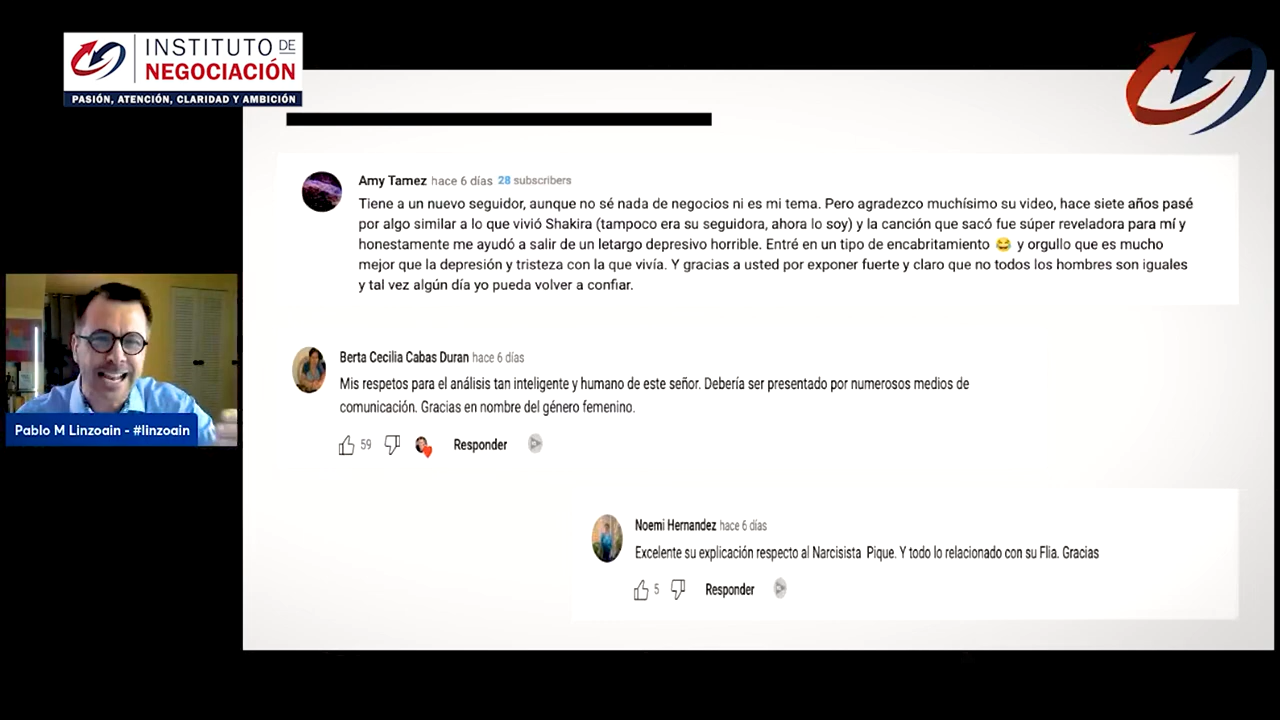 INSTITUTO DE
NEGOCIACIÓN
PASIÓN, ATENCIÓN, CLARIDAD Y AMBICIÓN
Amy Tamez hace 6 días 28 subscribers
Tiene a un nuevo seguidor, aunque no sé nada de negocios ni es mi tema. Pero agradezco muchísimo su video, hace siete años pasé
por algo similar a lo que vivió Shakira (tampoco era su seguidora, ahora lo soy) y la canción que sacó fue súper reveladora para mí y
honestamente me ayudó a salir de un letargo depresivo horrible. Entré en un tipo de encabritamiento 😂 y orgullo que es mucho
mejor que la depresión y tristeza con la que vivía. Y gracias a usted por exponer fuerte y claro que no todos los hombres son iguales
y tal vez algún día yo pueda volver a confiar.
Berta Cecilia Cabas Duran hace 6 días
Mis respetos para el análisis tan inteligente y humano de este señor. Debería ser presentado por numerosos medios de
comunicación. Gracias en nombre del género femenino.
59 Responder
Pablo M Linzoain - #linzoain
Noemi Hernandez hace 6 días
Excelente su explicación respecto al Narcisista Pique. Y todo lo relacionado con su Flia. Gracias
5 Responder